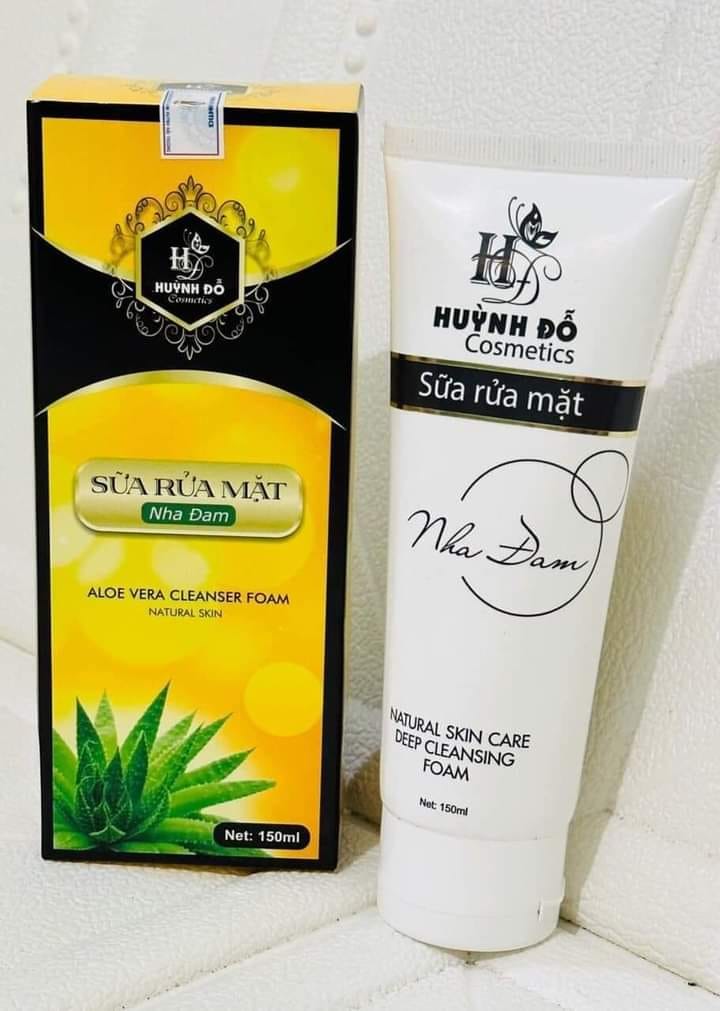 HD
HUỲNH ĐỖ
Cosmetics
SỮA RỬA MẶT
Nha Đam
ALOE VERA CLEANSER FOAM
NATURAL SKIN
Net: 150ml
HD
HUỲNH ĐỖ
Cosmetics
Sữa rửa mặt
Nha Đam
NATURAL SKIN CARE
DEEP CLEANSING
FOAM
Net: 150ml